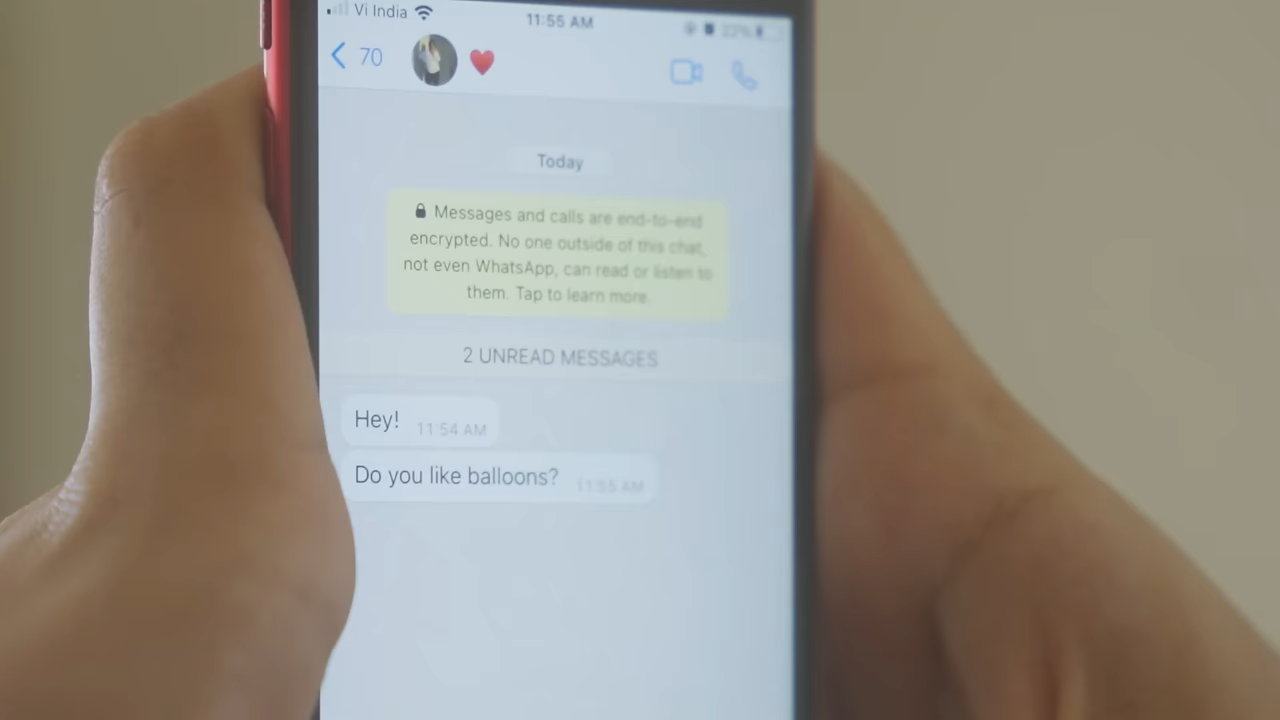 Vi India 11:55 AM 22%
70
Today
Messages and calls are end-to-end
encrypted. No one outside of this chat,
not even WhatsApp, can read or listen to
them. Tap to learn more.
2 UNREAD MESSAGES
Hey! 11:54 AM
Do you like balloons? 11:55 AM